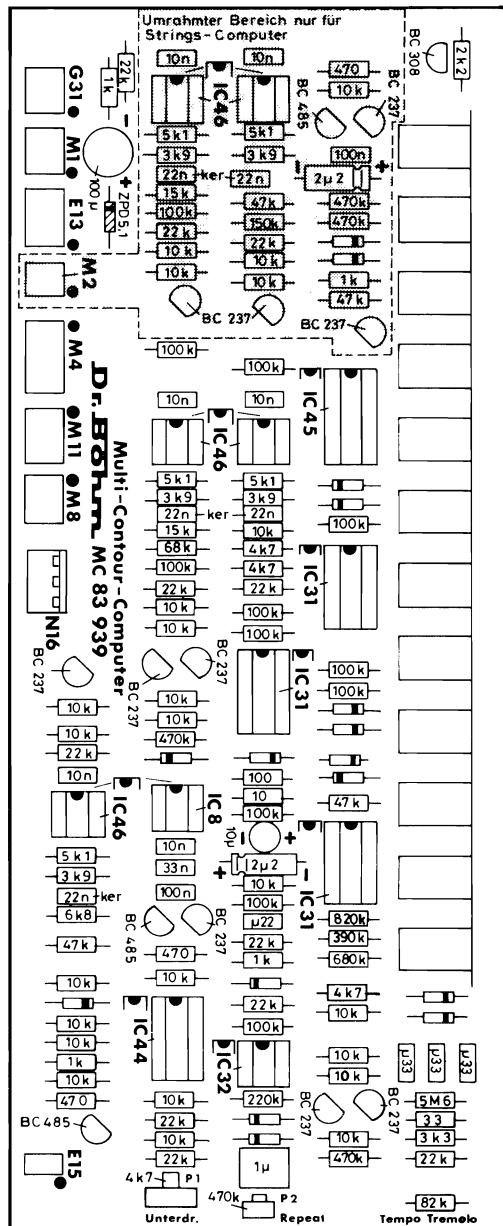 Umrahmter Bereich nur für
Strings-Computer
G31
M1
E13
M2
M4
M11
M8
N16
E15
1k
22k
100µ
ZPD5,1
Dr. Böhm
Multi-Contour-Computer
MC 83 939
10n
IC46
10n
5k1
3k9
22n ker
15k
100k
22k
10k
10k
BC 237
5k1
3k9
22n
47k
150k
22k
10k
10k
470
10k
BC 485
BC 237
100n
2µ2
470k
470k
1k
47k
BC 237
BC 308
2k2
100k
100k
10n
IC46
10n
IC45
5k1
3k9
22n ker
15k
68k
100k
22k
10k
10k
5k1
3k9
22n
10k
4k7
4k7
22k
100k
100k
100k
IC31
BC 237
BC 237
10k
10k
470k
IC31
100k
100k
47k
BC 237
10k
10k
22k
10n
IC46
5k1
3k9
22n ker
6k8
47k
10k
10k
10k
1k
10k
470
BC 485
IC8
10n
33n
100n
BC 485
BC 237
470
10k
IC44
10k
22k
10k
22k
100
10
100k
10µ
2µ2
10k
100k
µ22
22k
1k
22k
100k
IC32
220k
1µ
IC31
820k
390k
680k
4k7
10k
10k
10k
BC 237
BC 237
10k
470k
µ33
µ33
µ33
5M6
33
3k3
22k
82k
4k7
P1
Unterdr.
470k
P2
Repeat
Tempo Tremolo